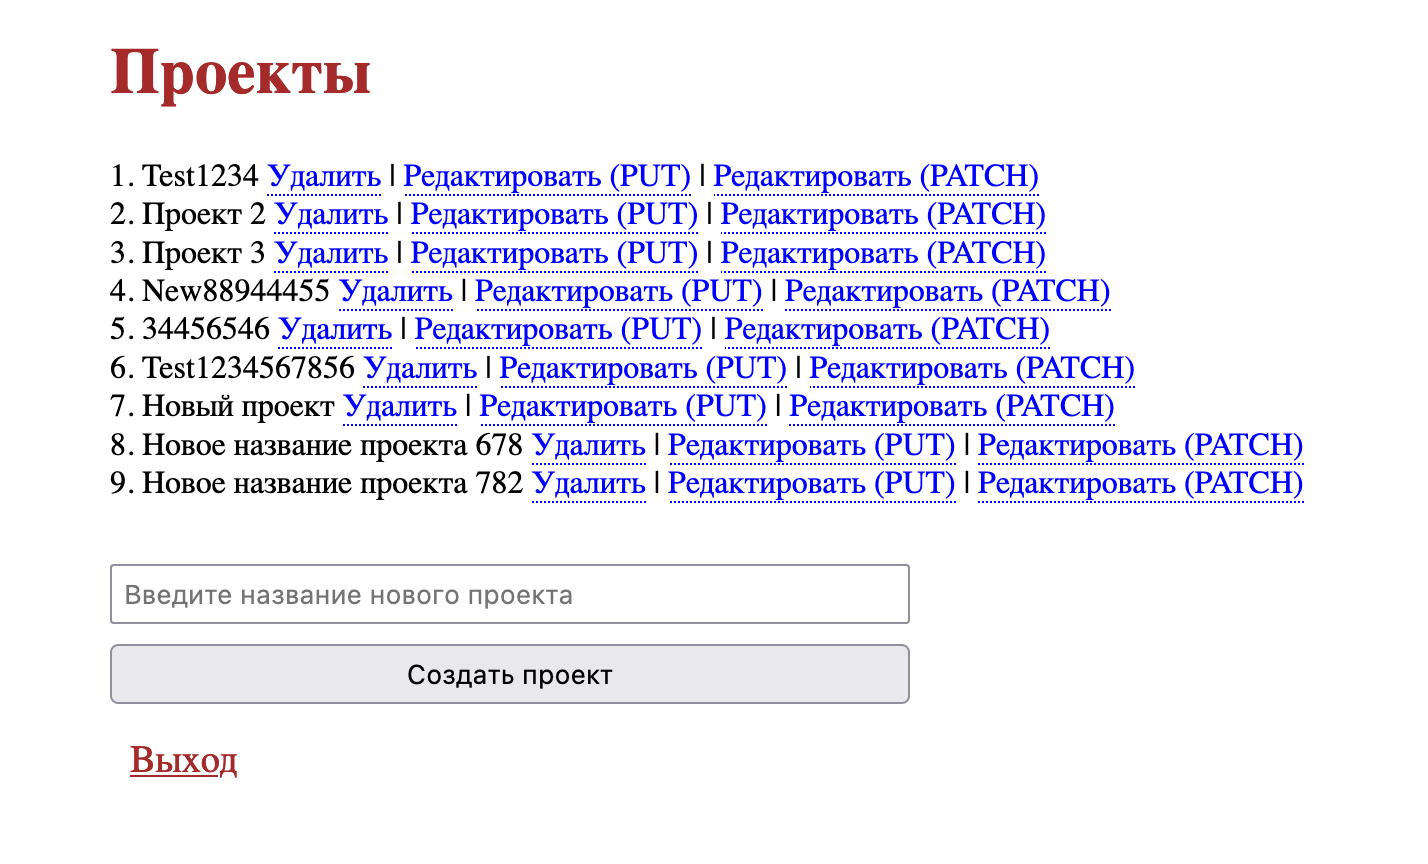 Проекты
1. Test1234 Удалить | Редактировать (PUT) | Редактировать (PATCH)
2. Проект 2 Удалить | Редактировать (PUT) | Редактировать (PATCH)
3. Проект 3 Удалить | Редактировать (PUT) | Редактировать (PATCH)
4. New88944455 Удалить | Редактировать (PUT) | Редактировать (PATCH)
5. 34456546 Удалить | Редактировать (PUT) | Редактировать (PATCH)
6. Test1234567856 Удалить | Редактировать (PUT) | Редактировать (PATCH)
7. Новый проект Удалить | Редактировать (PUT) | Редактировать (PATCH)
8. Новое название проекта 678 Удалить | Редактировать (PUT) | Редактировать (PATCH)
9. Новое название проекта 782 Удалить | Редактировать (PUT) | Редактировать (PATCH)
Введите название нового проекта
Создать проект
Выход